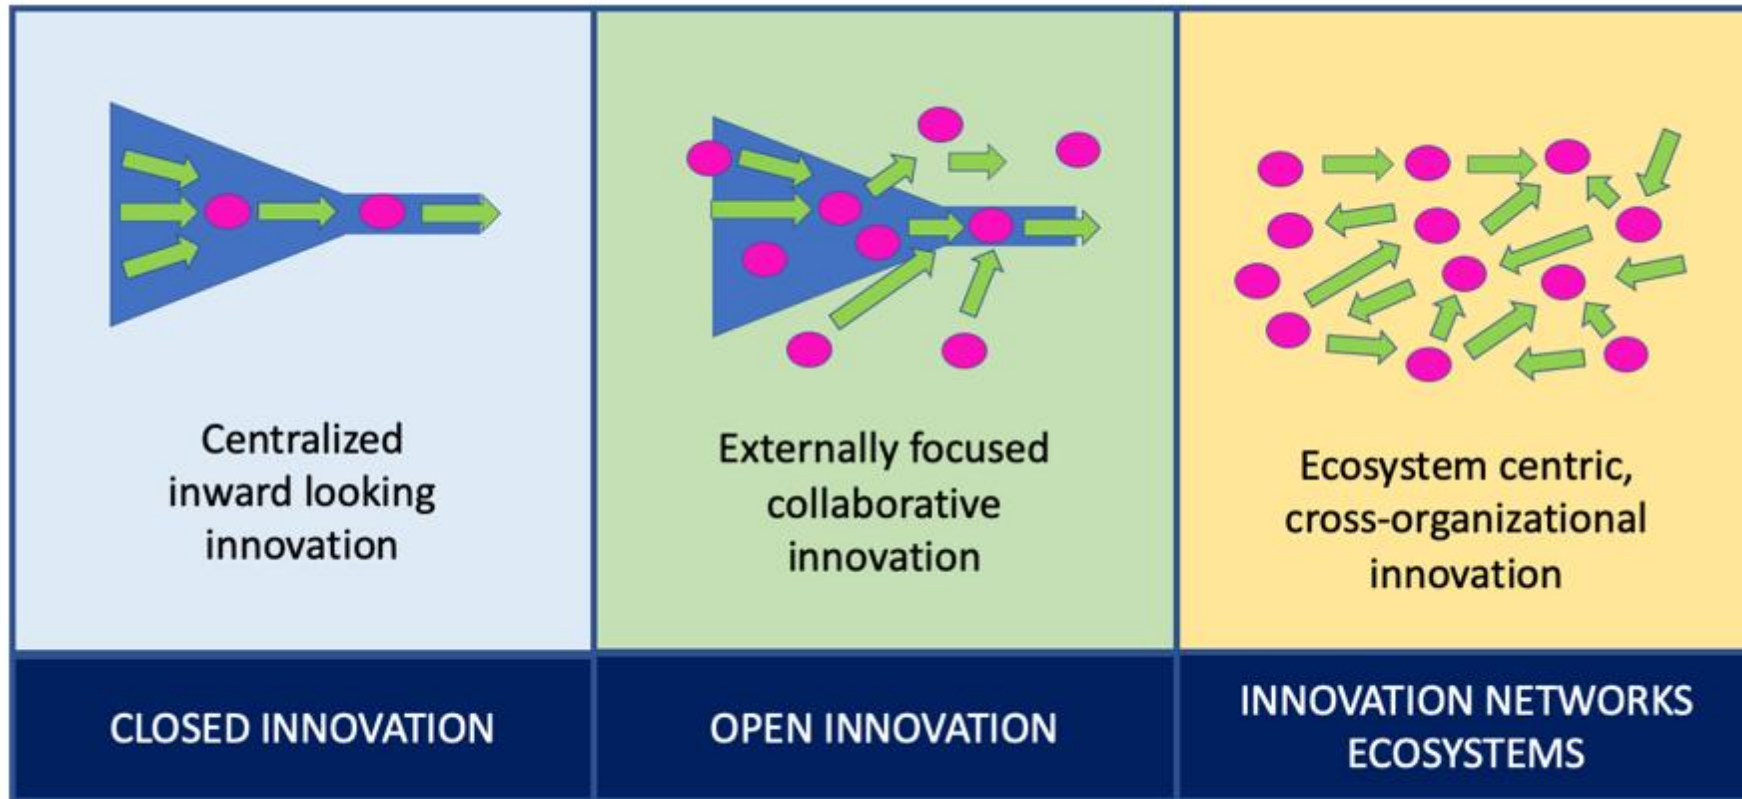 Centralized
inward looking
innovation
CLOSED INNOVATION
Externally focused
collaborative
innovation
OPEN INNOVATION
Ecosystem centric,
cross-organizational
innovation
INNOVATION NETWORKS
ECOSYSTEMS